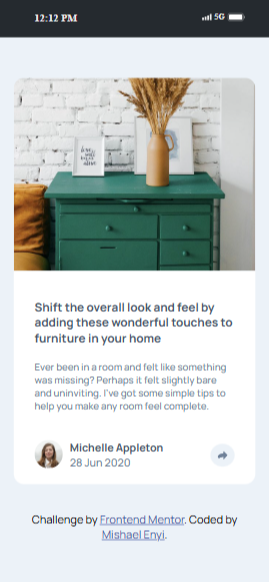 12:12 PM
5G
Shift the overall look and feel by
adding these wonderful touches to
furniture in your home
Ever been in a room and felt like something
was missing? Perhaps it felt slightly bare
and uninviting. I've got some simple tips to
help you make any room feel complete.
Michelle Appleton
28 Jun 2020
Challenge by Frontend Mentor. Coded by
Mishael Enyi.